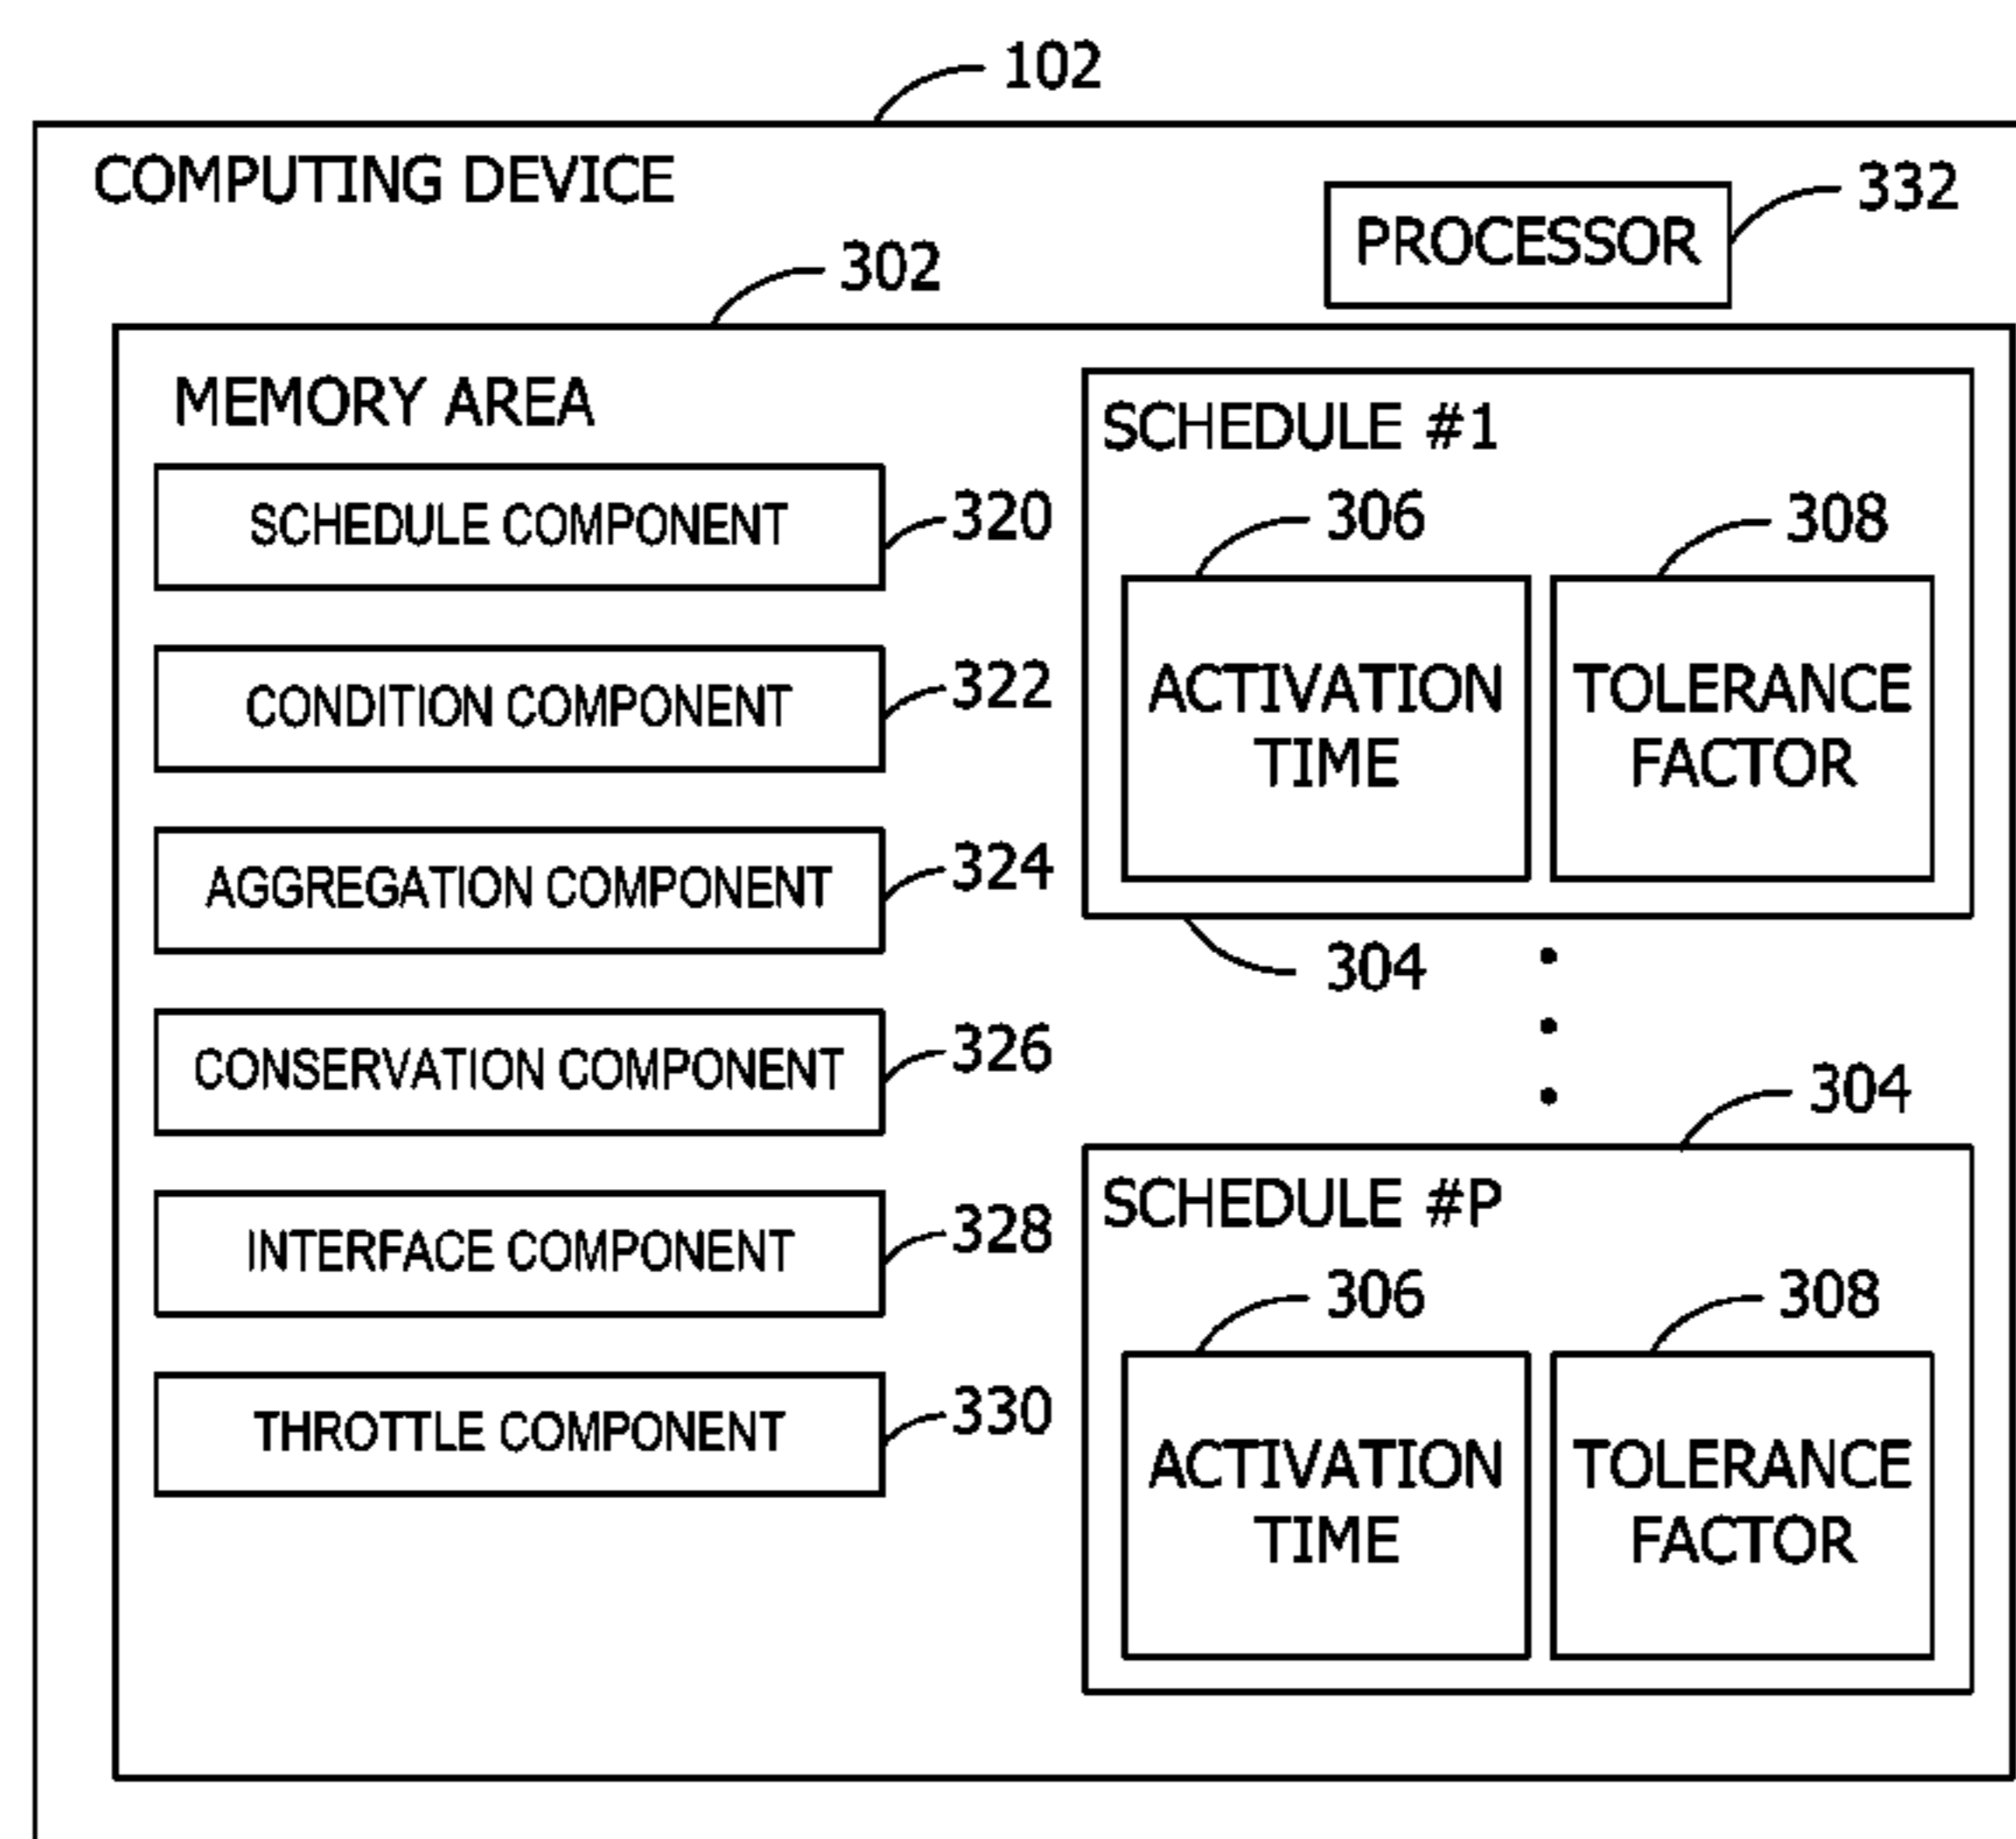 102
COMPUTING DEVICE
332
PROCESSOR
302
MEMORY AREA
SCHEDULE COMPONENT
320
CONDITION COMPONENT
322
AGGREGATION COMPONENT
324
CONSERVATION COMPONENT
326
INTERFACE COMPONENT
328
THROTTLE COMPONENT
330
SCHEDULE #1
306
308
ACTIVATION
TIME
TOLERANCE
FACTOR
304
304
SCHEDULE #P
306
308
ACTIVATION
TIME
TOLERANCE
FACTOR